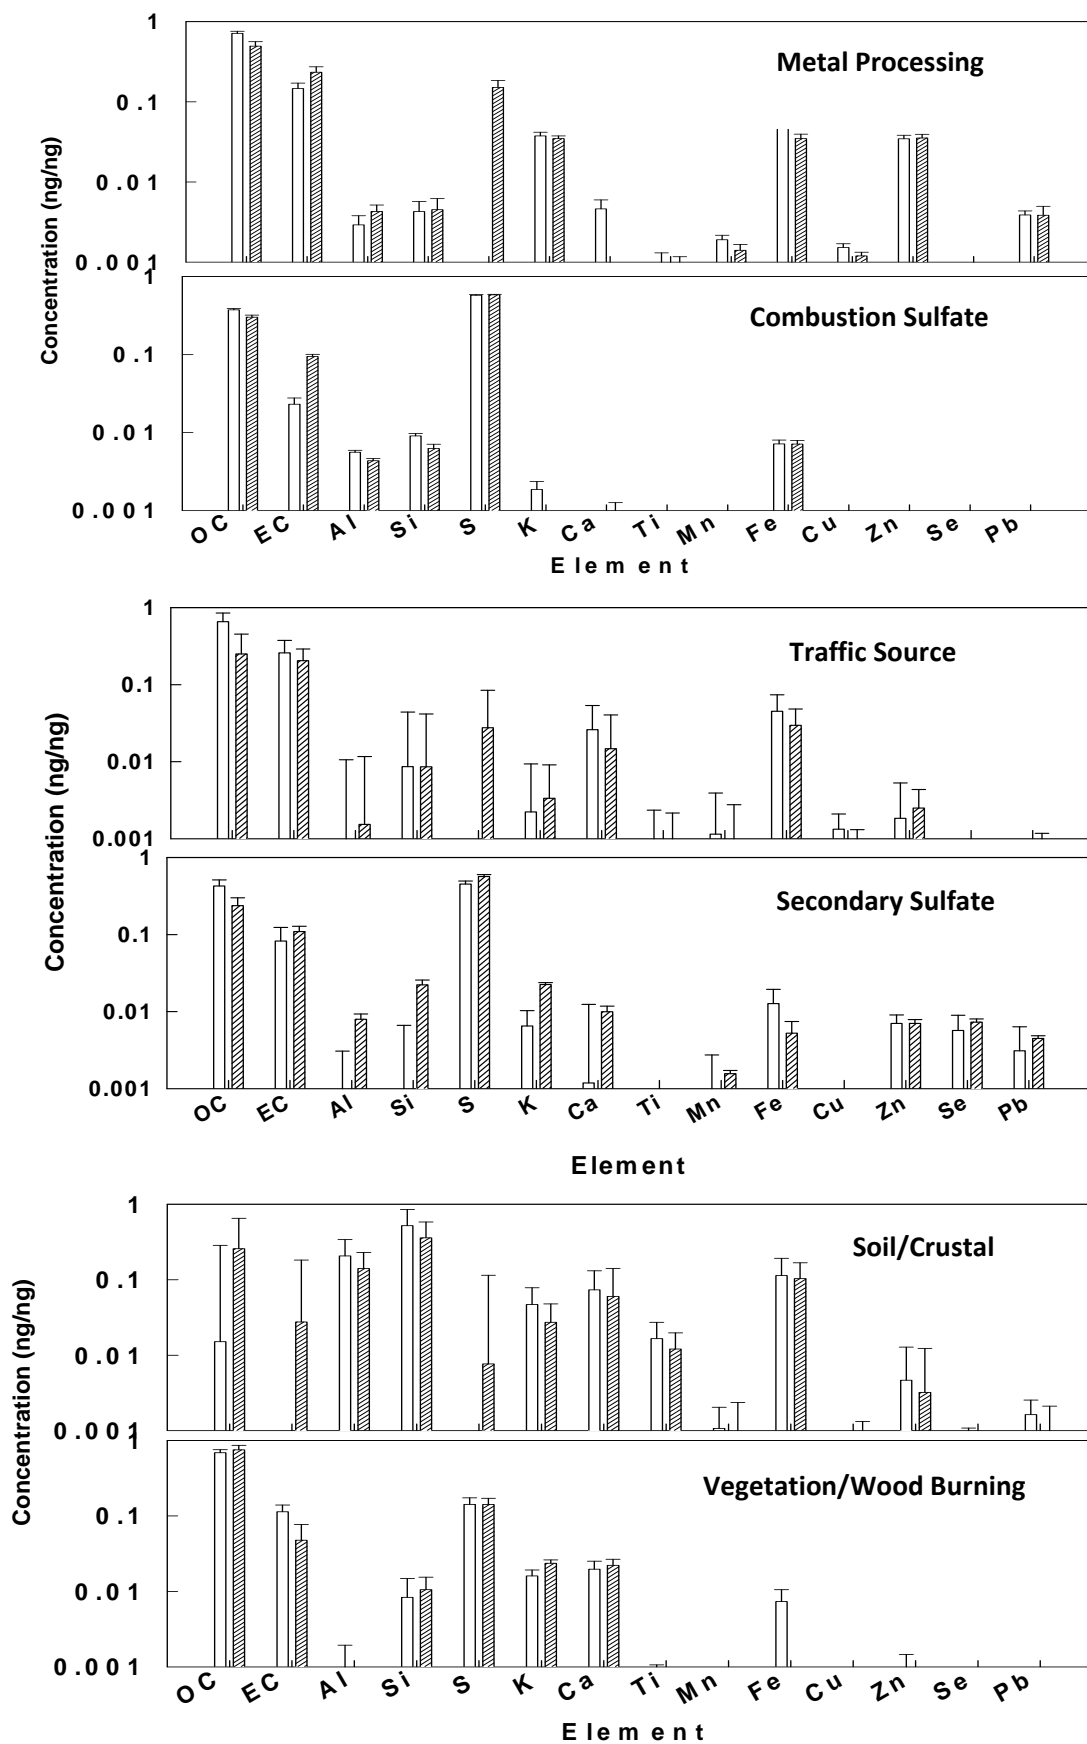 1
Metal Processing
0.1
0.01
0.001
Concentration (ng/ng)
1
Combustion Sulfate
0.1
0.01
0.001
OC EC Al Si S K Ca Ti Mn Fe Cu Zn Se Pb
Element
1
Traffic Source
0.1
0.01
0.001
Concentration (ng/ng)
1
Secondary Sulfate
0.1
0.01
0.001
OC EC Al Si S K Ca Ti Mn Fe Cu Zn Se Pb
Element
1
Soil/Crustal
0.1
0.01
0.001
Concentration (ng/ng)
1
Vegetation/Wood Burning
0.1
0.01
0.001
OC EC Al Si S K Ca Ti Mn Fe Cu Zn Se Pb
Element